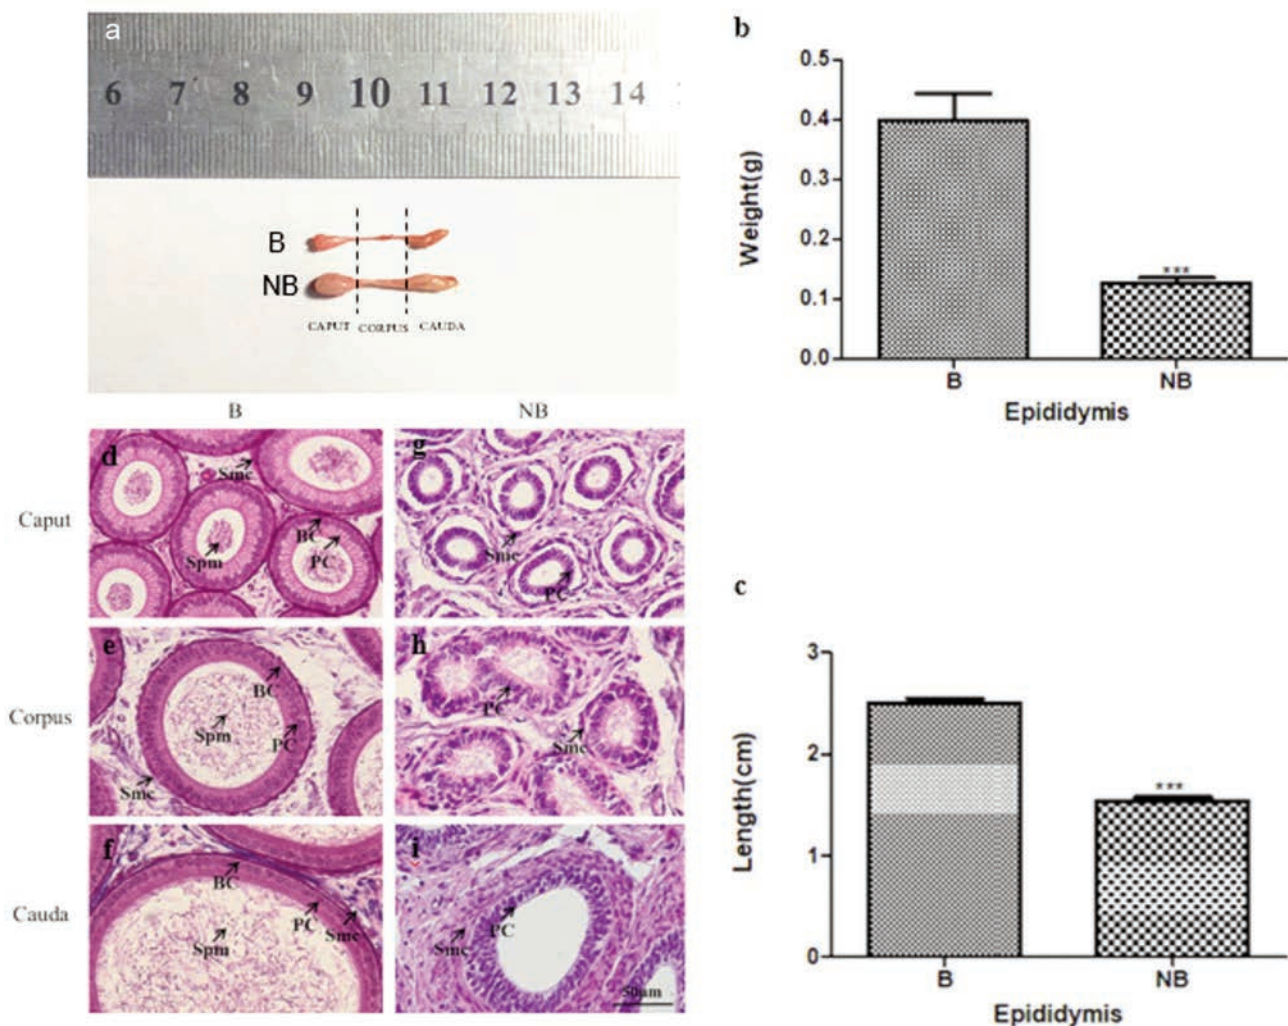 a
6 7 8 9 10 11 12 13 14
B
NB
CAPUT CORPUS CAUDA
b
0.5
0.4
0.3
0.2
0.1
0.0
Weight(g)
***
B NB
Epididymis
B NB
Caput
d
Smc
BC
PC
Spm
g
Smc
PC
Corpus
e
BC
Spm
PC
Smc
h
PC
Smc
Cauda
f
BC
PC
Smc
Spm
i
PC
Smc
50um
c
3
2
1
0
Length(cm)
***
B NB
Epididymis